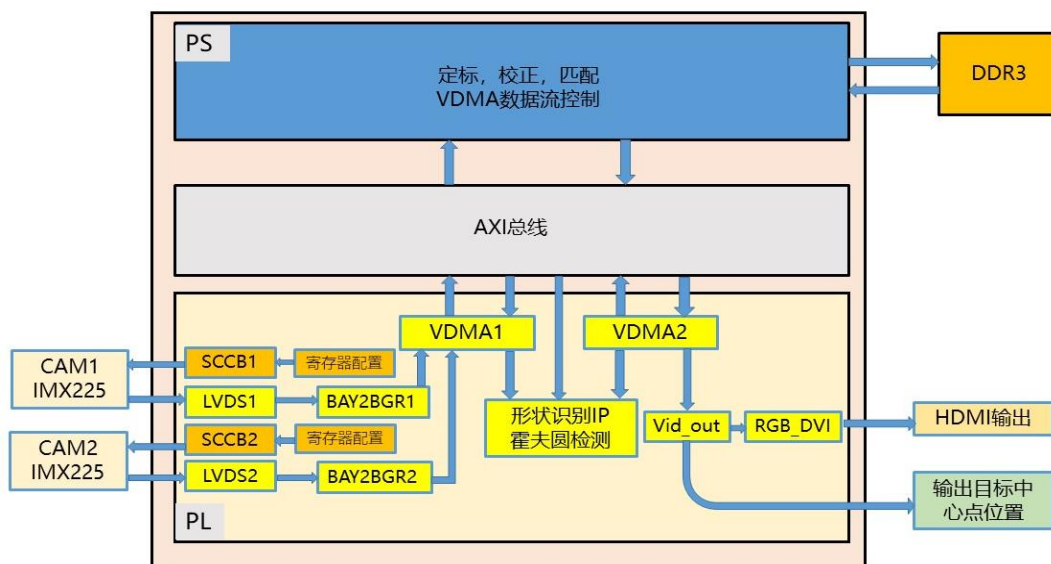 PS
定标，校正，匹配
VDMA数据流控制
DDR3
AXI总线
VDMA1
VDMA2
CAM1
IMX225
SCCB1
寄存器配置
LVDS1
BAY2BGR1
CAM2
IMX225
SCCB2
寄存器配置
LVDS2
BAY2BGR2
形状识别IP
霍夫圆检测
Vid_out
RGB_DVI
HDMI输出
输出目标中
心点位置
PL